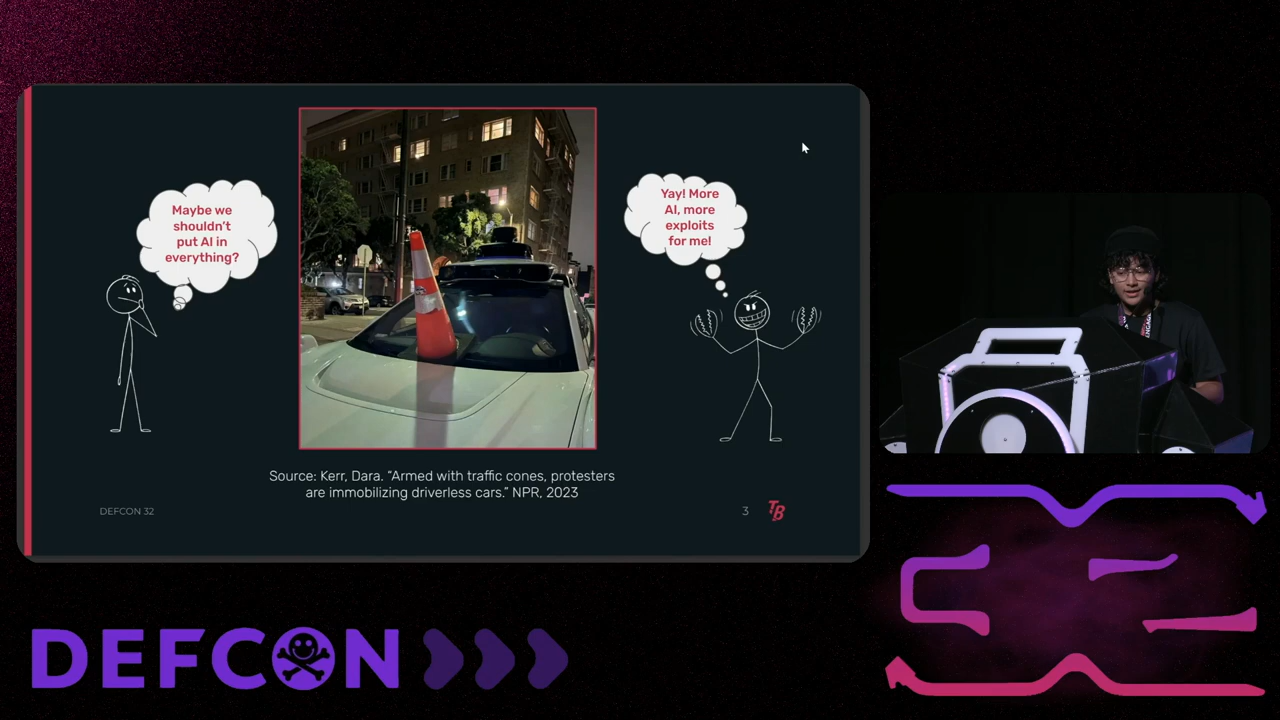 Maybe we
shouldn't
put AI in
everything?
Yay! More
AI, more
exploits
for me!
Source: Kerr, Dara. “Armed with traffic cones, protesters
are immobilizing driverless cars.” NPR, 2023
DEFCON 32
3
TB
DEFCON